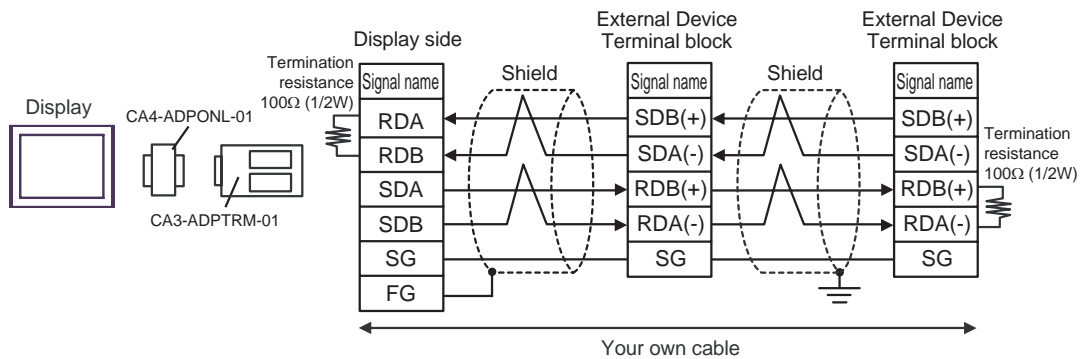 External Device
Terminal block
External Device
Terminal block
Display side
Termination
resistance
100Ω (1/2W)
Signal name
Shield
Signal name
Shield
Signal name
Display
CA4-ADPONL-01
CA3-ADPTRM-01
RDA
SDB(+)
SDB(+)
RDB
SDA(-)
SDA(-)
Termination
resistance
100Ω (1/2W)
SDA
RDB(+)
RDB(+)
SDB
RDA(-)
RDA(-)
SG
SG
SG
FG
Your own cable